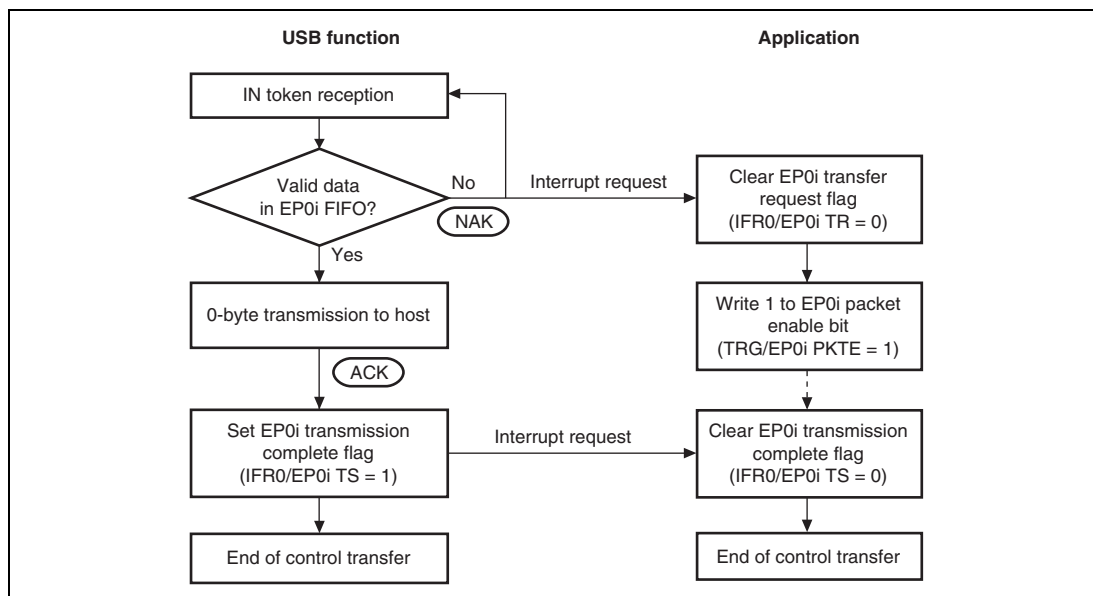 USB function
Application
IN token reception
Valid data
in EP0i FIFO?
No
NAK
Interrupt request
Clear EP0i transfer
request flag
(IFR0/EP0i TR = 0)
Yes
0-byte transmission to host
Write 1 to EP0i packet
enable bit
(TRG/EP0i PKTE = 1)
ACK
Set EP0i transmission
complete flag
(IFR0/EP0i TS = 1)
Interrupt request
Clear EP0i transmission
complete flag
(IFR0/EP0i TS = 0)
End of control transfer
End of control transfer